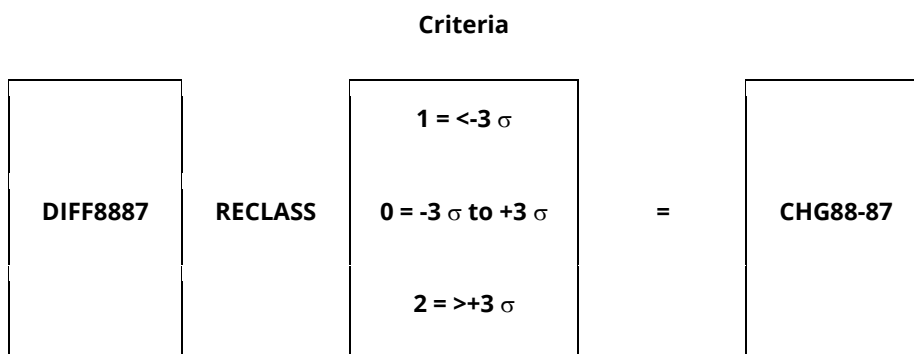 Criteria
1 = <-3 σ
DIFF8887 RECLASS 0 = -3 σ to +3 σ = CHG88-87
2 = >+3 σ